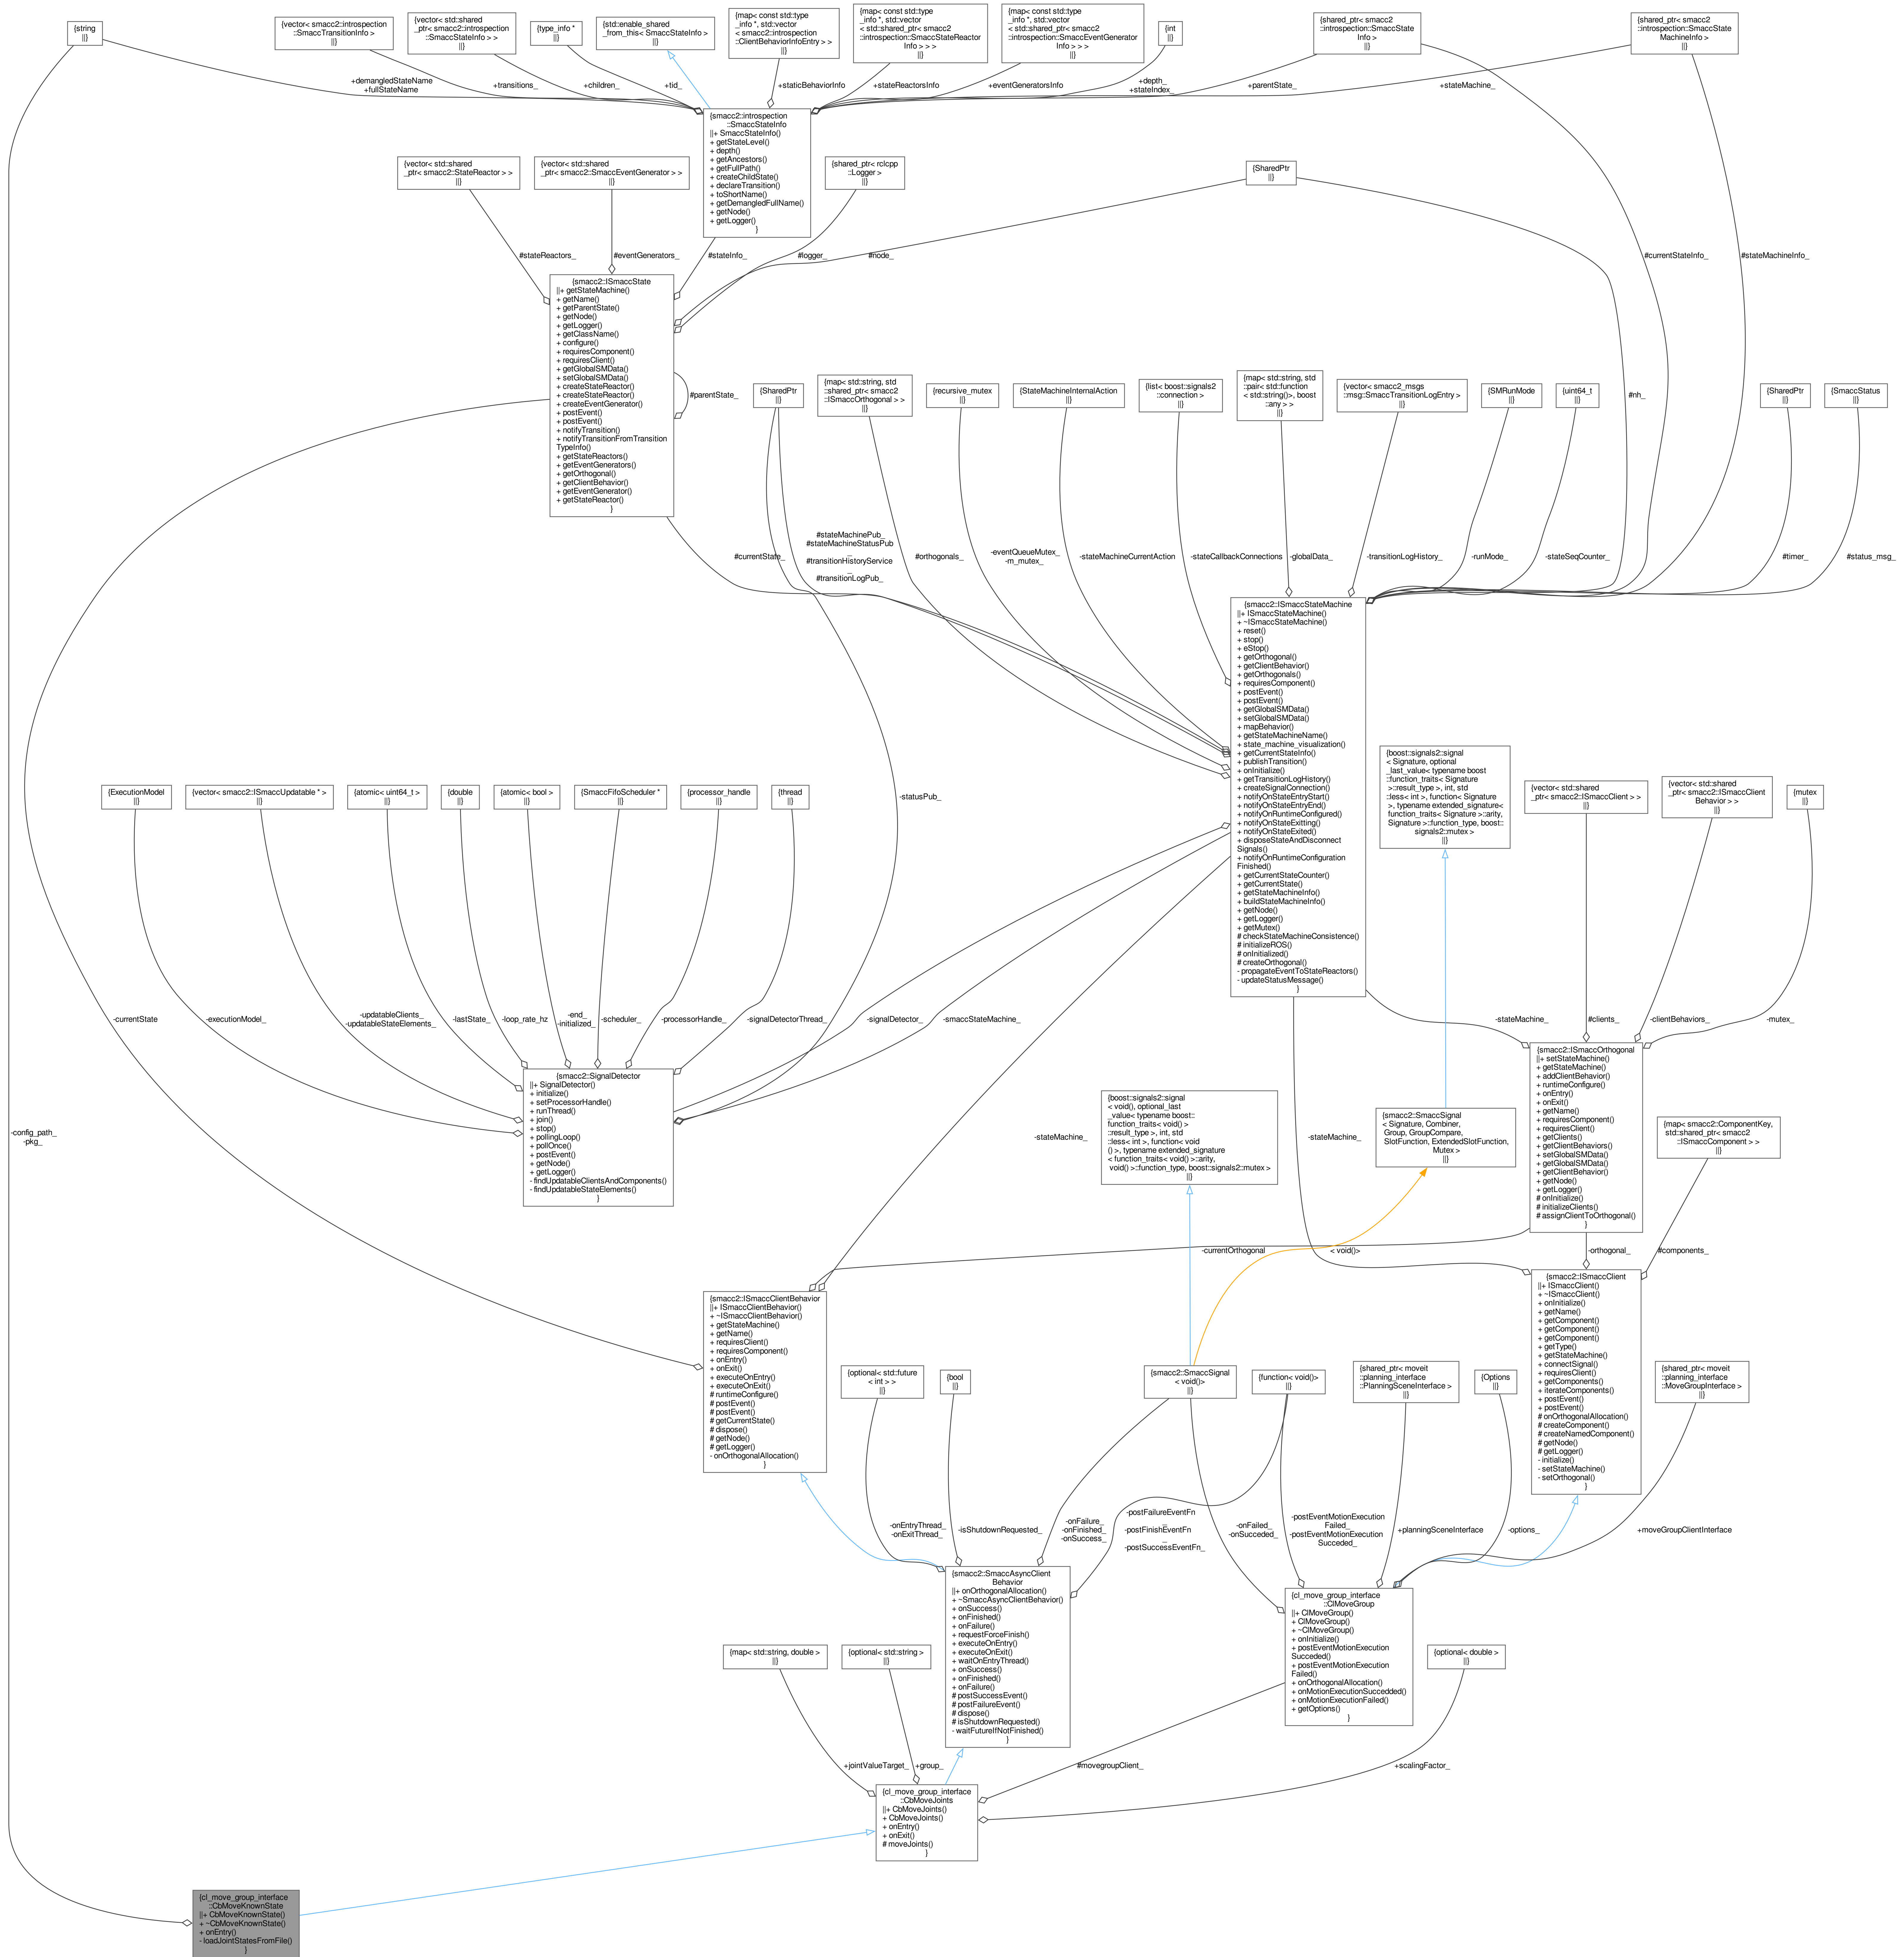 {string
||}
{vector< smacc2::introspection
::SmaccTransitionInfo >
||}
{vector< std::shared
_ptr< smacc2::introspection
::SmaccStateInfo > >
||}
{type_info *
||}
{std::enable_shared
_from_this< SmaccStateInfo >
||}
{map< const std::type
_info *, std::vector
< smacc2::introspection
::ClientBehaviorInfoEntry > >
||}
{map< const std::type
_info *, std::vector
< std::shared_ptr< smacc2
::introspection::SmaccStateReactor
Info > > >
||}
{map< const std::type
_info *, std::vector
< std::shared_ptr< smacc2
::introspection::SmaccEventGenerator
Info > > >
||}
{int
||}
{shared_ptr< smacc2
::introspection::SmaccState
Info >
||}
{shared_ptr< smacc2
::introspection::SmaccState
MachineInfo >
||}
+demangledStateName
+fullStateName
+transitions_
+children_
+tid_
+staticBehaviorInfo
+stateReactorsInfo
+eventGeneratorsInfo
+depth_
+stateIndex_
+parentState_
+stateMachine_
{smacc2::introspection
::SmaccStateInfo
||+ SmaccStateInfo()
+ getStateLevel()
+ depth()
+ getAncestors()
+ getFullPath()
+ createChildState()
+ declareTransition()
+ toShortName()
+ getDemangledFullName()
+ getNode()
+ getLogger()
}
{vector< std::shared
_ptr< smacc2::StateReactor > >
||}
{vector< std::shared
_ptr< smacc2::SmaccEventGenerator > >
||}
{shared_ptr< rclcpp
::Logger >
||}
{SharedPtr
||}
#stateReactors_
#eventGenerators_
#stateInfo_
#logger_
#node_
#currentStateInfo_
#stateMachineInfo_
{smacc2::ISmaccState
||+ getStateMachine()
+ getName()
+ getParentState()
+ getNode()
+ getLogger()
+ getClassName()
+ configure()
+ requiresComponent()
+ requiresClient()
+ getGlobalSMData()
+ setGlobalSMData()
+ createStateReactor()
+ createStateReactor()
+ createEventGenerator()
+ postEvent()
+ postEvent()
+ notifyTransition()
+ notifyTransitionFromTransition
TypeInfo()
+ getStateReactors()
+ getEventGenerators()
+ getOrthogonal()
+ getClientBehavior()
+ getEventGenerator()
+ getStateReactor()
}
#parentState_
{SharedPtr
||}
{map< std::string, std
::shared_ptr< smacc2
::ISmaccOrthogonal > >
||}
{recursive_mutex
||}
{StateMachineInternalAction
||}
{list< boost::signals2
::connection >
||}
{map< std::string, std
::pair< std::function
< std::string()>, boost
::any > >
||}
{vector< smacc2_msgs
::msg::SmaccTransitionLogEntry >
||}
{SMRunMode
||}
{uint64_t
||}
#nh_
{SharedPtr
||}
{SmaccStatus
||}
#currentState_
#stateMachinePub_
#stateMachineStatusPub
_
#transitionHistoryService
_
#transitionLogPub_
#orthogonals_
-eventQueueMutex_
-m_mutex_
-stateMachineCurrentAction
-stateCallbackConnections
-globalData_
-transitionLogHistory_
-runMode_
-stateSeqCounter_
#timer_
#status_msg_
{smacc2::ISmaccStateMachine
||+ ISmaccStateMachine()
+ ~ISmaccStateMachine()
+ reset()
+ stop()
+ eStop()
+ getOrthogonal()
+ getClientBehavior()
+ getOrthogonals()
+ requiresComponent()
+ postEvent()
+ postEvent()
+ getGlobalSMData()
+ setGlobalSMData()
+ mapBehavior()
+ getStateMachineName()
+ state_machine_visualization()
+ getCurrentStateInfo()
+ publishTransition()
+ onInitialize()
+ getTransitionLogHistory()
+ createSignalConnection()
+ notifyOnStateEntryStart()
+ notifyOnStateEntryEnd()
+ notifyOnRuntimeConfigured()
+ notifyOnStateExitting()
+ notifyOnStateExited()
+ disposeStateAndDisconnect
Signals()
+ notifyOnRuntimeConfiguration
Finished()
+ getCurrentStateCounter()
+ getCurrentState()
+ getStateMachineInfo()
+ buildStateMachineInfo()
+ getNode()
+ getLogger()
+ getMutex()
# checkStateMachineConsistence()
# initializeROS()
# onInitialized()
# createOrthogonal()
- propagateEventToStateReactors()
- updateStatusMessage()
}
{ExecutionModel
||}
{vector< smacc2::ISmaccUpdatable * >
||}
{atomic< uint64_t >
||}
{double
||}
{atomic< bool >
||}
{SmaccFifoScheduler *
||}
{processor_handle
||}
{thread
||}
-statusPub_
{boost::signals2::signal
< Signature, optional
_last_value< typename boost
::function_traits< Signature
>::result_type >, int, std
::less< int >, function< Signature
>, typename extended_signature<
function_traits< Signature >::arity,
Signature >::function_type, boost::
signals2::mutex >
||}
{vector< std::shared
_ptr< smacc2::ISmaccClient > >
||}
{vector< std::shared
_ptr< smacc2::ISmaccClient
Behavior > >
||}
{mutex
||}
-currentState
-executionModel_
-updatableClients_
-updatableStateElements_
-lastState_
-loop_rate_hz
-end_
-initialized_
-scheduler_
-processorHandle_
-signalDetectorThread_
-signalDetector_
-smaccStateMachine_
-stateMachine_
#clients_
-clientBehaviors_
-mutex_
{smacc2::SignalDetector
||+ SignalDetector()
+ initialize()
+ setProcessorHandle()
+ runThread()
+ join()
+ stop()
+ pollingLoop()
+ pollOnce()
+ postEvent()
+ getNode()
+ getLogger()
- findUpdatableClientsAndComponents()
- findUpdatableStateElements()
}
{smacc2::ISmaccOrthogonal
||+ setStateMachine()
+ getStateMachine()
+ addClientBehavior()
+ runtimeConfigure()
+ onEntry()
+ onExit()
+ getName()
+ requiresComponent()
+ requiresClient()
+ getClients()
+ getClientBehaviors()
+ setGlobalSMData()
+ getGlobalSMData()
+ getClientBehavior()
+ getNode()
+ getLogger()
# onInitialize()
# initializeClients()
# assignClientToOrthogonal()
}
{boost::signals2::signal
< void(), optional_last
_value< typename boost::
function_traits< void() >
::result_type >, int, std
::less< int >, function< void
() >, typename extended_signature
< function_traits< void() >::arity,
void() >::function_type, boost::signals2::mutex >
||}
{smacc2::SmaccSignal
< Signature, Combiner,
Group, GroupCompare,
SlotFunction, ExtendedSlotFunction,
Mutex >
||}
{map< smacc2::ComponentKey,
std::shared_ptr< smacc2
::ISmaccComponent > >
||}
-config_path_
-pkg_
-stateMachine_
-stateMachine_
-currentOrthogonal
< void()>
-orthogonal_
#components_
{smacc2::ISmaccClientBehavior
||+ ISmaccClientBehavior()
+ ~ISmaccClientBehavior()
+ getStateMachine()
+ getName()
+ requiresClient()
+ requiresComponent()
+ onEntry()
+ onExit()
+ executeOnEntry()
+ executeOnExit()
# runtimeConfigure()
# postEvent()
# postEvent()
# getCurrentState()
# dispose()
# getNode()
# getLogger()
- onOrthogonalAllocation()
}
{smacc2::ISmaccClient
||+ ISmaccClient()
+ ~ISmaccClient()
+ onInitialize()
+ getName()
+ getComponent()
+ getComponent()
+ getComponent()
+ getType()
+ getStateMachine()
+ connectSignal()
+ requiresClient()
+ getComponents()
+ iterateComponents()
+ postEvent()
+ postEvent()
# onOrthogonalAllocation()
# createComponent()
# createNamedComponent()
# getNode()
# getLogger()
- initialize()
- setStateMachine()
- setOrthogonal()
}
{optional< std::future
< int > >
||}
{bool
||}
{smacc2::SmaccSignal
< void()>
||}
{function< void()>
||}
{shared_ptr< moveit
::planning_interface
::PlanningSceneInterface >
||}
{Options
||}
{shared_ptr< moveit
::planning_interface
::MoveGroupInterface >
||}
-onEntryThread_
-onExitThread_
-isShutdownRequested_
-onFailure_
-onFinished_
-onSuccess_
-postFailureEventFn
_
-postFinishEventFn
_
-postSuccessEventFn_
-onFailed_
-onSucceded_
-postEventMotionExecution
Failed_
-postEventMotionExecution
Succeded_
+planningSceneInterface
-options_
+moveGroupClientInterface
{smacc2::SmaccAsyncClient
Behavior
||+ onOrthogonalAllocation()
+ ~SmaccAsyncClientBehavior()
+ onSuccess()
+ onFinished()
+ onFailure()
+ requestForceFinish()
+ executeOnEntry()
+ executeOnExit()
+ waitOnEntryThread()
+ onSuccess()
+ onFinished()
+ onFailure()
# postSuccessEvent()
# postFailureEvent()
# dispose()
# isShutdownRequested()
- waitFutureIfNotFinished()
}
{cl_move_group_interface
::ClMoveGroup
||+ ClMoveGroup()
+ ClMoveGroup()
+ ~ClMoveGroup()
+ onInitialize()
+ postEventMotionExecution
Succeded()
+ postEventMotionExecution
Failed()
+ onOrthogonalAllocation()
+ onMotionExecutionSuccedded()
+ onMotionExecutionFailed()
+ getOptions()
}
{map< std::string, double >
||}
{optional< std::string >
||}
{optional< double >
||}
+jointValueTarget_
+group_
#movegroupClient_
+scalingFactor_
{cl_move_group_interface
::CbMoveJoints
||+ CbMoveJoints()
+ CbMoveJoints()
+ onEntry()
+ onExit()
# moveJoints()
}
{cl_move_group_interface
::CbMoveKnownState
||+ CbMoveKnownState()
+ ~CbMoveKnownState()
+ onEntry()
- loadJointStatesFromFile()
}